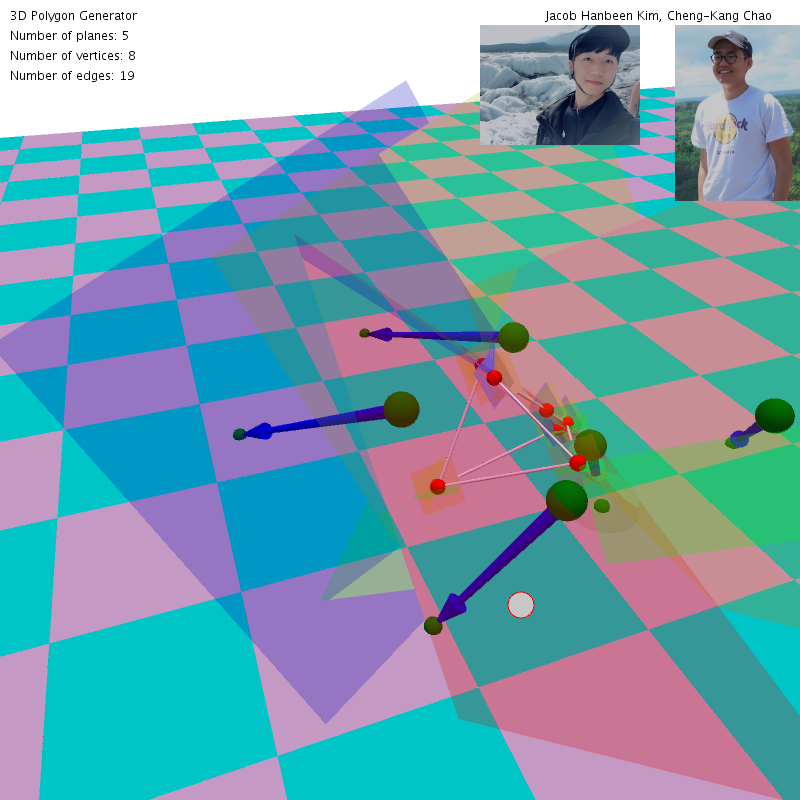 3D Polygon Generator
Jacob Hanbeen Kim, Cheng-Kang Chao
Number of planes: 5
Number of vertices: 8
Number of edges: 19